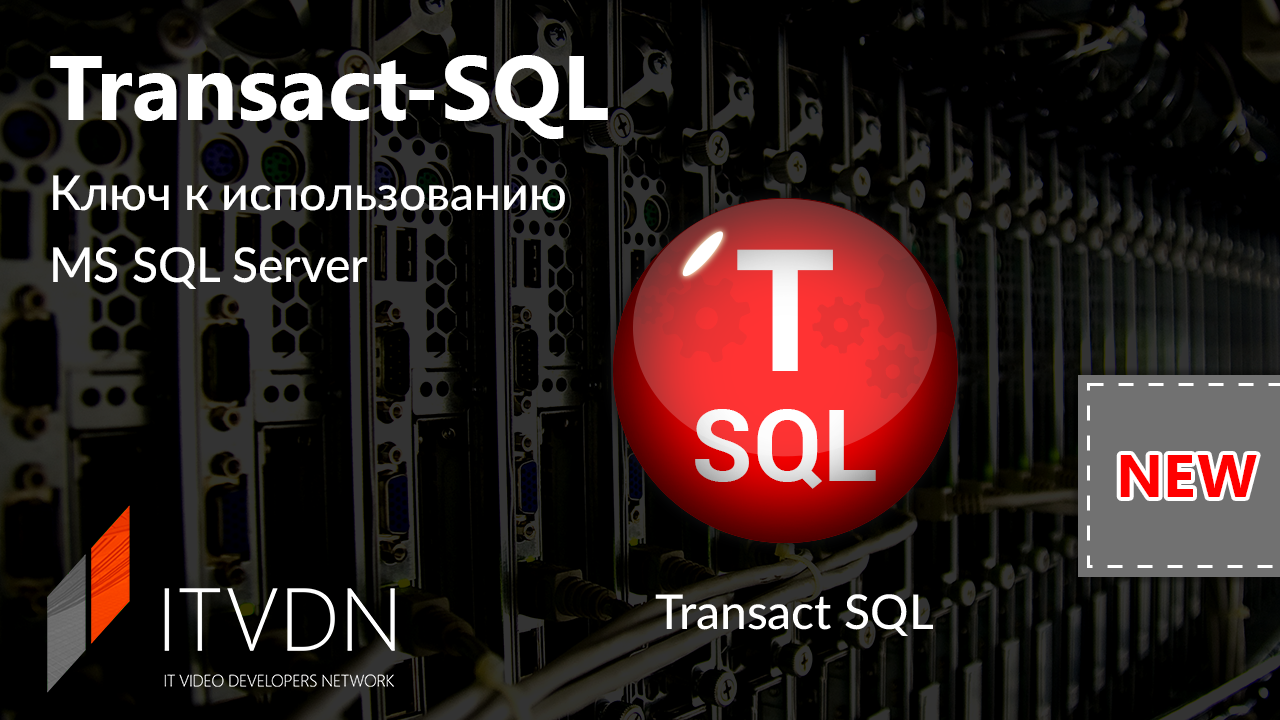 Transact-SQL
Ключ к использованию
MS SQL Server
T
SQL
NEW
Transact SQL
ITVDN
IT VIDEO DEVELOPERS NETWORK